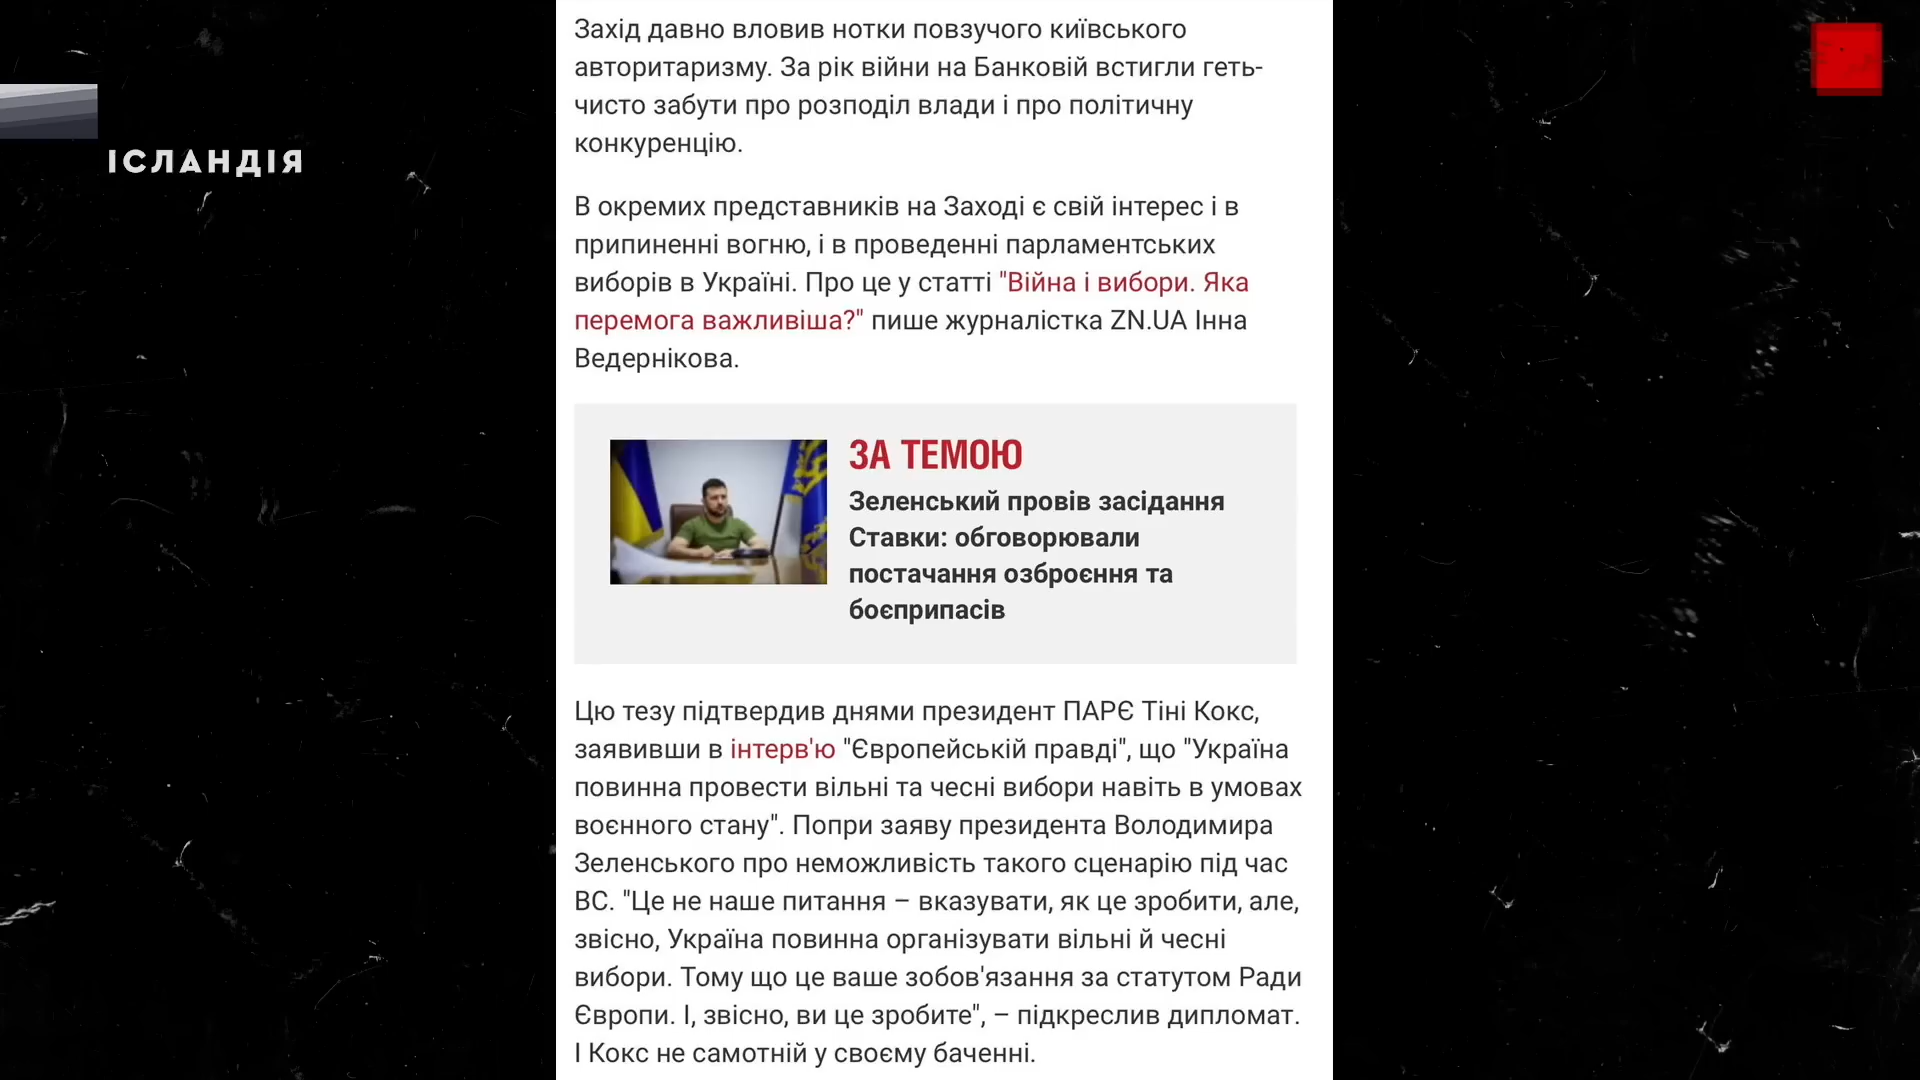 ІСЛАНДІЯ
Захід давно вловив нотки повзучого київського
авторитаризму. За рік війни на Банковій встигли геть-
чисто забути про розподіл влади і про політичну
конкуренцію.
В окремих представників на Заході є свій інтерес і в
припиненні вогню, і в проведенні парламентських
виборів в Україні. Про це у статті "Війна і вибори. Яка
перемога важливіша?" пише журналістка ZN.UA Інна
Ведернікова.
ЗА ТЕМОЮ
Зеленський провів засідання
Ставки: обговорювали
постачання озброєння та
боєприпасів
Цю тезу підтвердив днями президент ПАРЄ Тіні Кокс,
заявивши в інтерв'ю "Європейській правді", що "Україна
повинна провести вільні та чесні вибори навіть в умовах
воєнного стану". Попри заяву президента Володимира
Зеленського про неможливість такого сценарію під час
ВС. "Це не наше питання – вказувати, як це зробити, але,
звісно, Україна повинна організувати вільні й чесні
вибори. Тому що це ваше зобов'язання за статутом Ради
Європи. І, звісно, ви це зробите", – підкреслив дипломат.
І Кокс не самотній у своєму баченні.